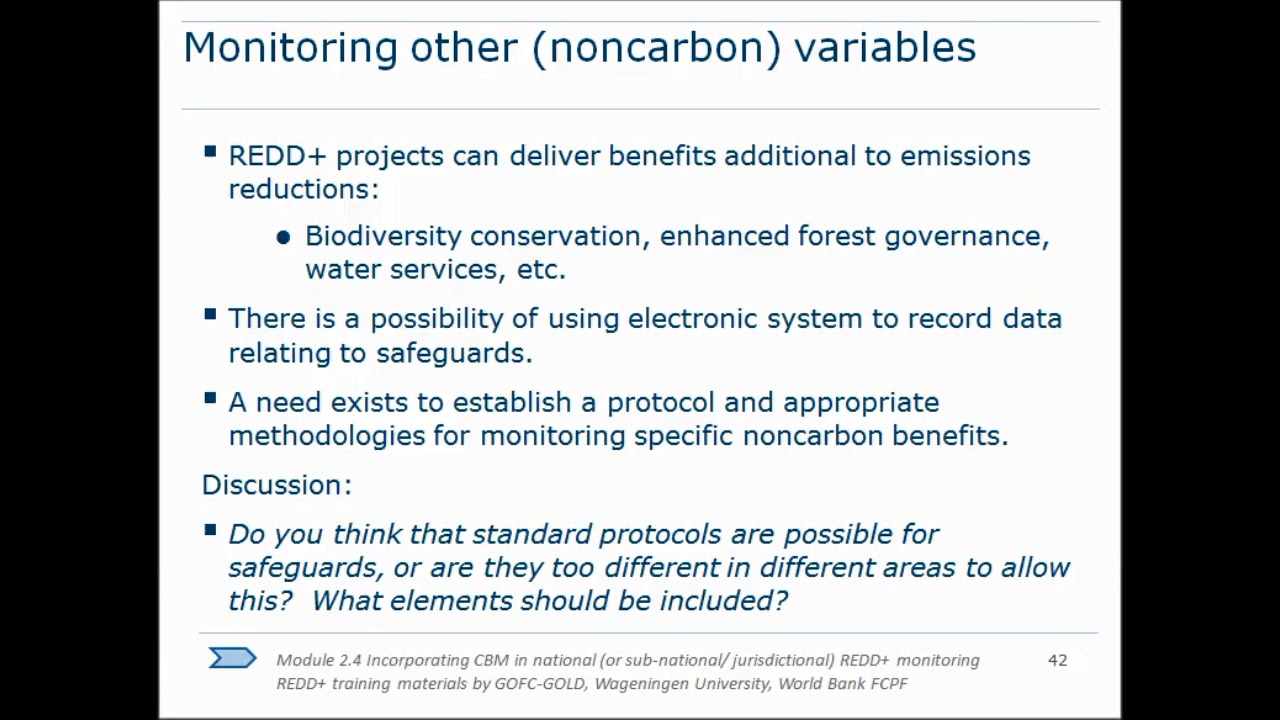 Monitoring other (noncarbon) variables
REDD+ projects can deliver benefits additional to emissions
reductions:
Biodiversity conservation, enhanced forest governance,
water services, etc.
There is a possibility of using electronic system to record data
relating to safeguards.
A need exists to establish a protocol and appropriate
methodologies for monitoring specific noncarbon benefits.
Discussion:
Do you think that standard protocols are possible for
safeguards, or are they too different in different areas to allow
this? What elements should be included?
Module 2.4 Incorporating CBM in national (or sub-national/ jurisdictional) REDD+ monitoring
REDD+ training materials by GOFC-GOLD, Wageningen University, World Bank FCPF
42